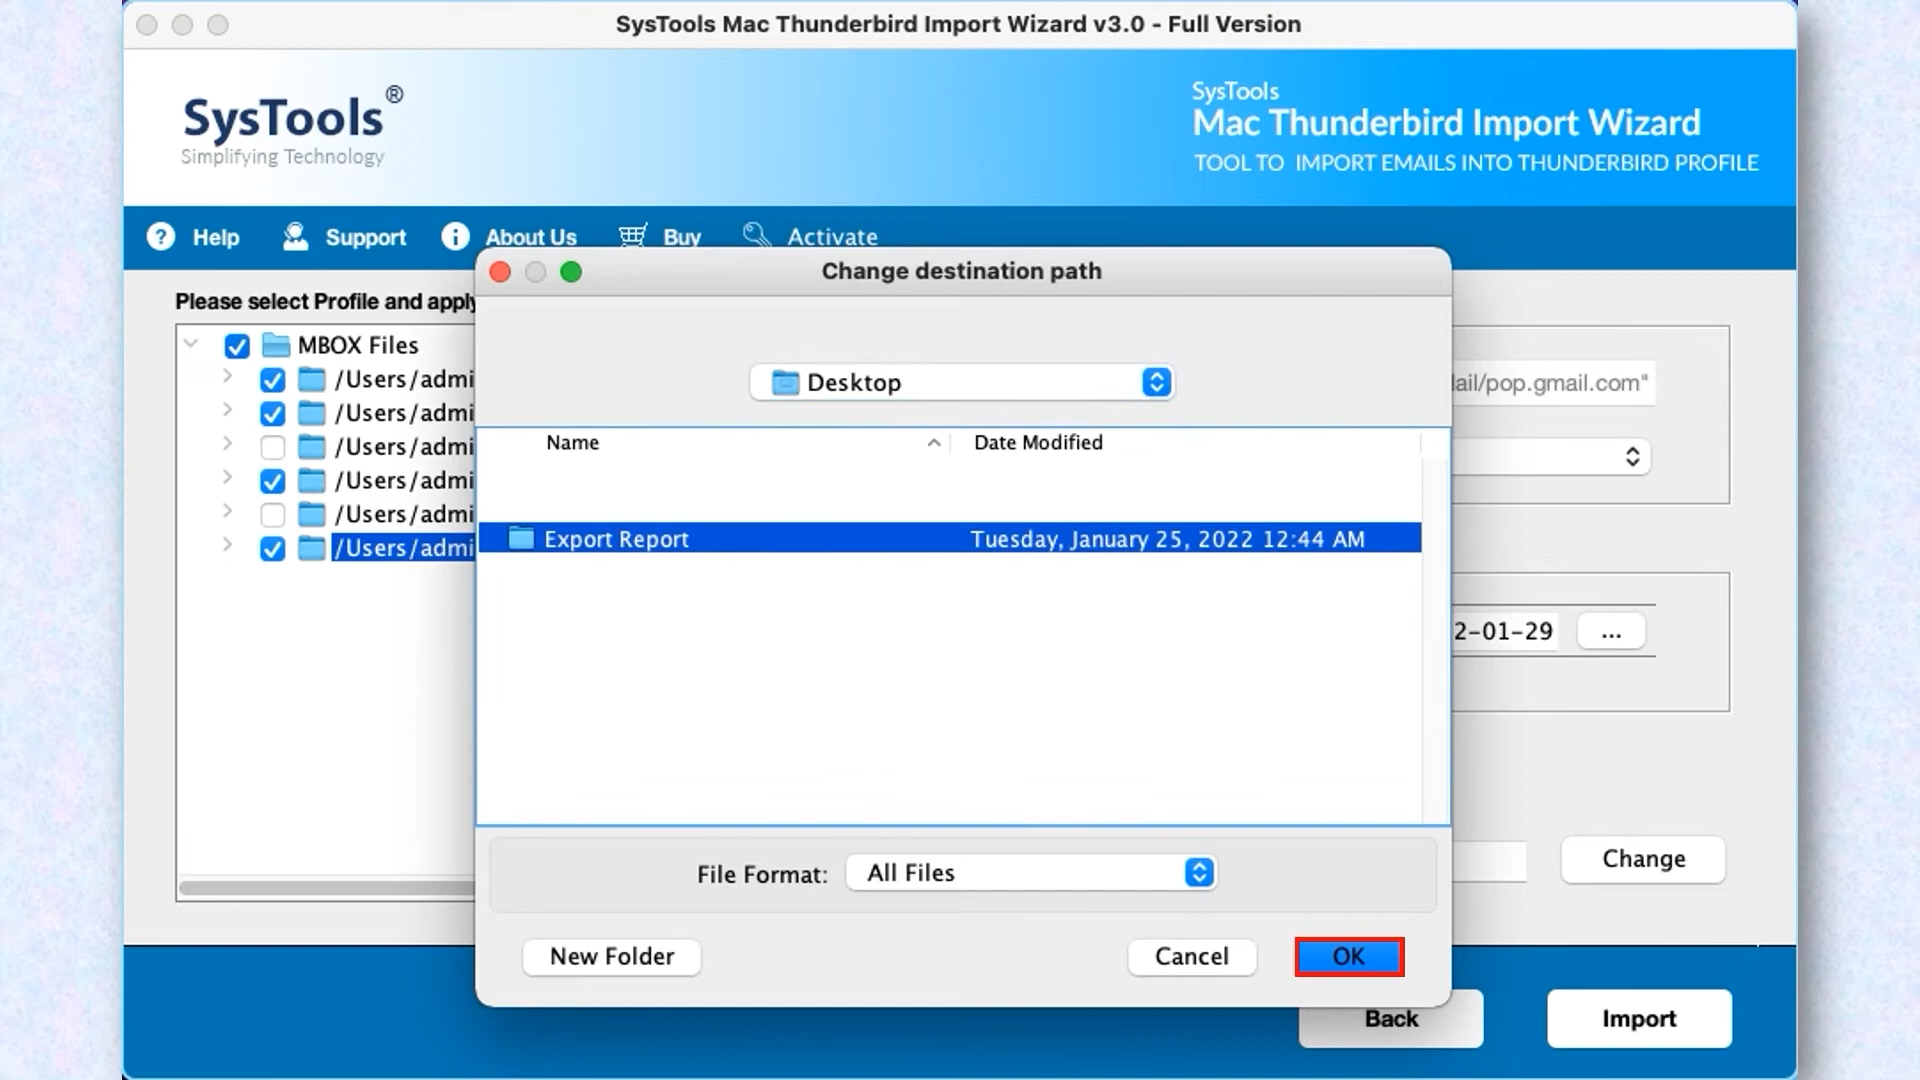 SysTools Mac Thunderbird Import Wizard v3.0 - Full Version
SysTools®
Simplifying Technology
SysTools
Mac Thunderbird Import Wizard
TOOL TO IMPORT EMAILS INTO THUNDERBIRD PROFILE
? Help Support i About Us Buy Activate
Change destination path
Please select Profile and apply
MBOX Files
/Users/admi
/Users/admi
/Users/admi
/Users/admi
/Users/admi
/Users/admi
Desktop
ail/pop.gmail.com"
Name Date Modified
Export Report Tuesday, January 25, 2022 12:44 AM
2-01-29 ...
File Format: All Files
Change
New Folder Cancel OK
Back Import